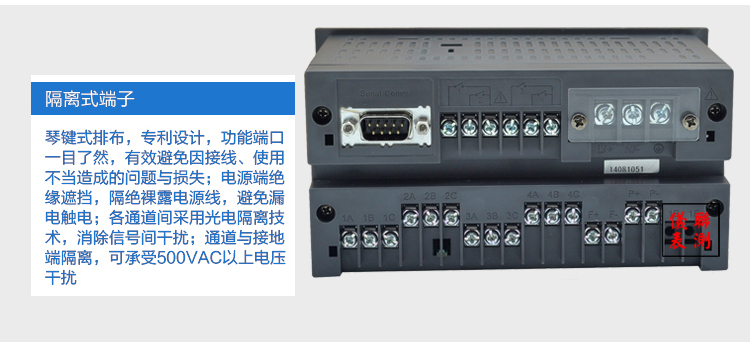 隔离式端子
琴键式排布，专利设计，功能端口
一目了然，有效避免因接线、使用
不当造成的问题与损失；电源端绝
缘遮挡，隔绝裸露电源线，避免漏
电触电；各通道间采用光电隔离技
术，消除信号间干扰；通道与接地
端隔离，可承受500VAC以上电压
干扰
Serial Comm
L/+ N/-
14081051
2A 2B 2C 4A 4B 4C P+ P-
1A 1B 1C 3A 3B 3C F+ F-
仪 器
表 测